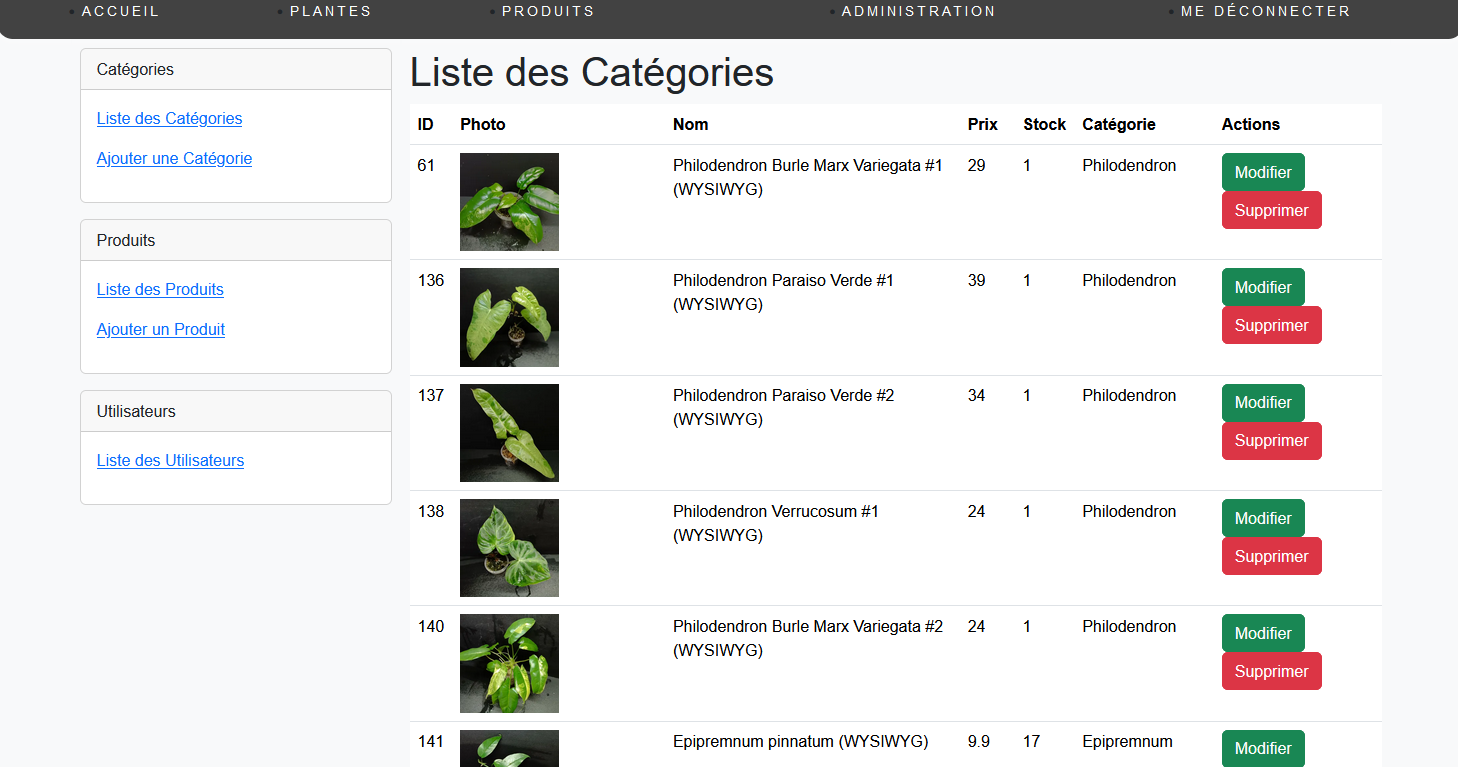 ACCUEIL PLANTES PRODUITS ADMINISTRATION ME DÉCONNECTER
Catégories
Liste des Catégories
Ajouter une Catégorie
Produits
Liste des Produits
Ajouter un Produit
Utilisateurs
Liste des Utilisateurs
Liste des Catégories
ID Photo Nom Prix Stock Catégorie Actions
61 Philodendron Burle Marx Variegata #1 29 1 Philodendron Modifier
(WYSIWYG)
Supprimer
136 Philodendron Paraiso Verde #1 39 1 Philodendron Modifier
(WYSIWYG)
Supprimer
137 Philodendron Paraiso Verde #2 34 1 Philodendron Modifier
(WYSIWYG)
Supprimer
138 Philodendron Verrucosum #1 24 1 Philodendron Modifier
(WYSIWYG)
Supprimer
140 Philodendron Burle Marx Variegata #2 24 1 Philodendron Modifier
(WYSIWYG)
Supprimer
141 Epipremnum pinnatum (WYSIWYG) 9.9 17 Epipremnum Modifier